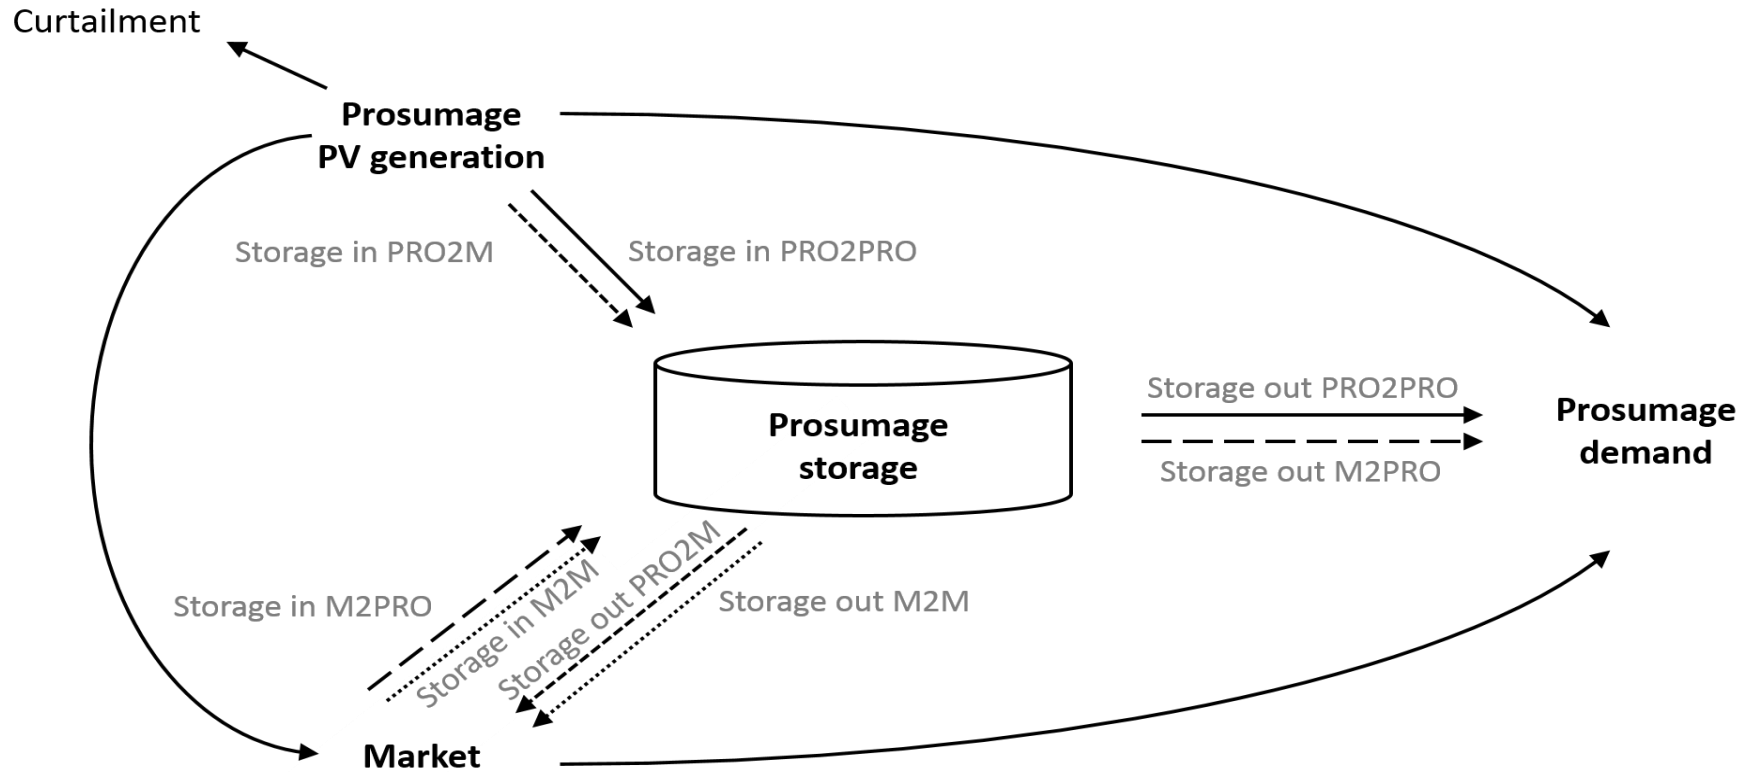 Curtailment
Prosumage
PV generation
Storage in PRO2M
Storage in PRO2PRO
Prosumage
storage
Storage out PRO2PRO
Storage out M2PRO
Prosumage
demand
Storage in M2PRO
Storage in M2M
Storage out PRO2M
Storage out M2M
Market